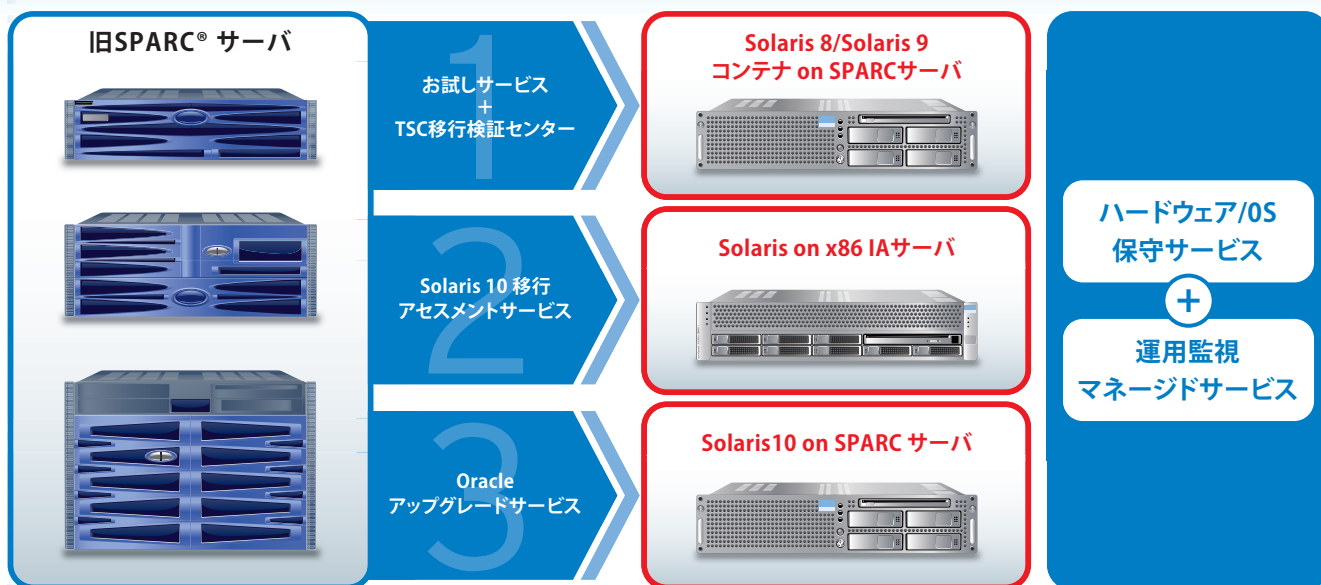 旧SPARC® サーバ
1
お試しサービス
+
TSC移行検証センター
Solaris 8/Solaris 9
コンテナ on SPARCサーバ
2
Solaris 10 移行
アセスメントサービス
Solaris on x86 IAサーバ
3
Oracle
アップグレードサービス
Solaris10 on SPARC サーバ
ハードウェア/0S
保守サービス
+
運用監視
マネージドサービス